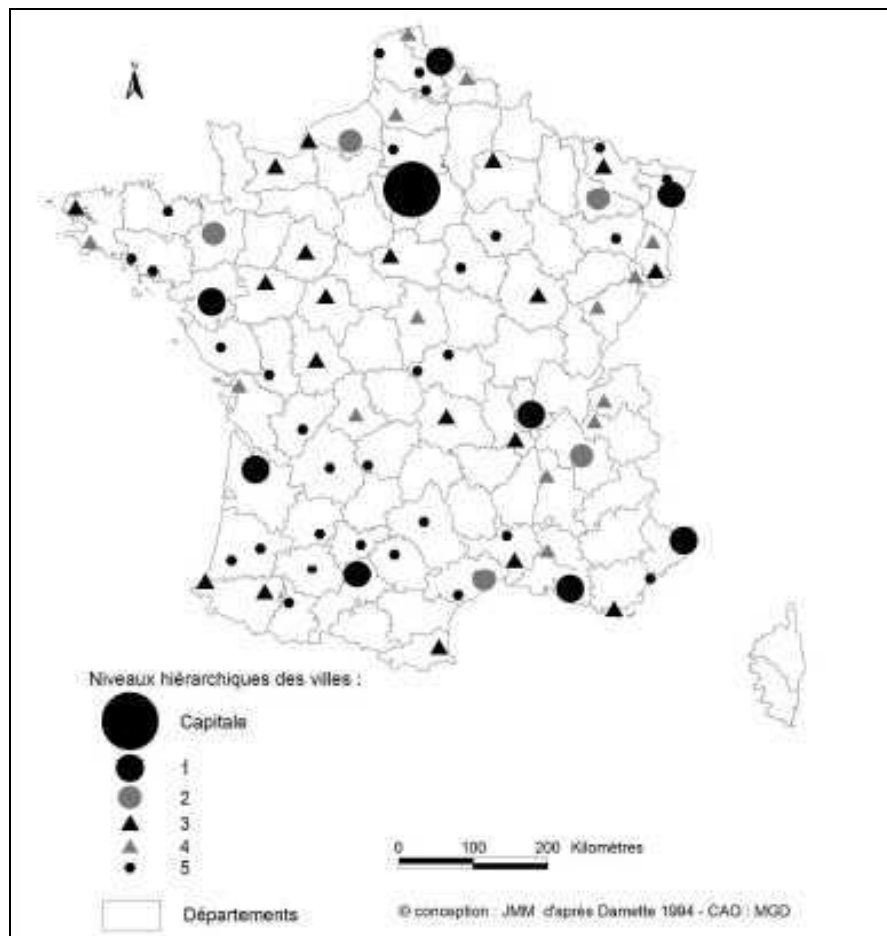 N
Niveaux hiérarchiques des villes :
Capitale
1
2
3
4
5
0 100 200 Kilomètres
Départements
© conception : JMM d'après Damette 1994 - CAO : MGD